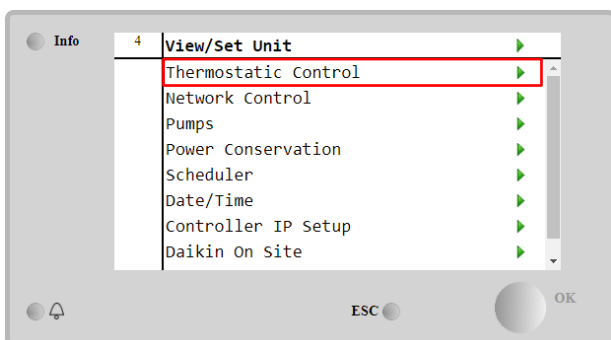 Info
4 View/Set Unit
Thermostatic Control
Network Control
Pumps
Power Conservation
Scheduler
Date/Time
Controller IP Setup
Daikin On Site
ESC OK